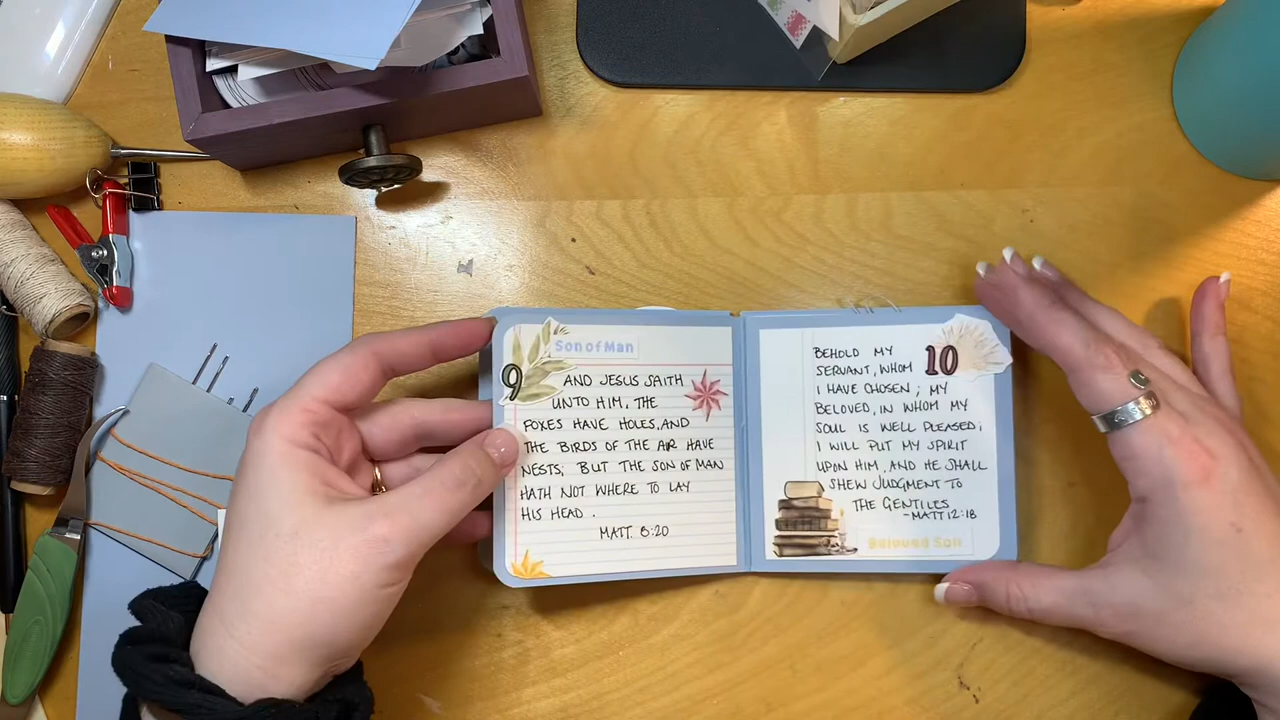 9
Son of Man
AND JESUS SAITH
UNTO HIM, THE
FOXES HAVE HOLES, AND
THE BIRDS OF THE AIR HAVE
NESTS; BUT THE SON OF MAN
HATH NOT WHERE TO LAY
HIS HEAD.
MATT. 8:20
10
BEHOLD MY
SERVANT, WHOM
I HAVE CHOSEN; MY
BELOVED, IN WHOM MY
SOUL IS WELL PLEASED;
I WILL PUT MY SPIRIT
UPON HIM, AND HE SHALL
SHEW JUDGMENT TO
THE GENTILES
-MATT 12:18
Beloved Son